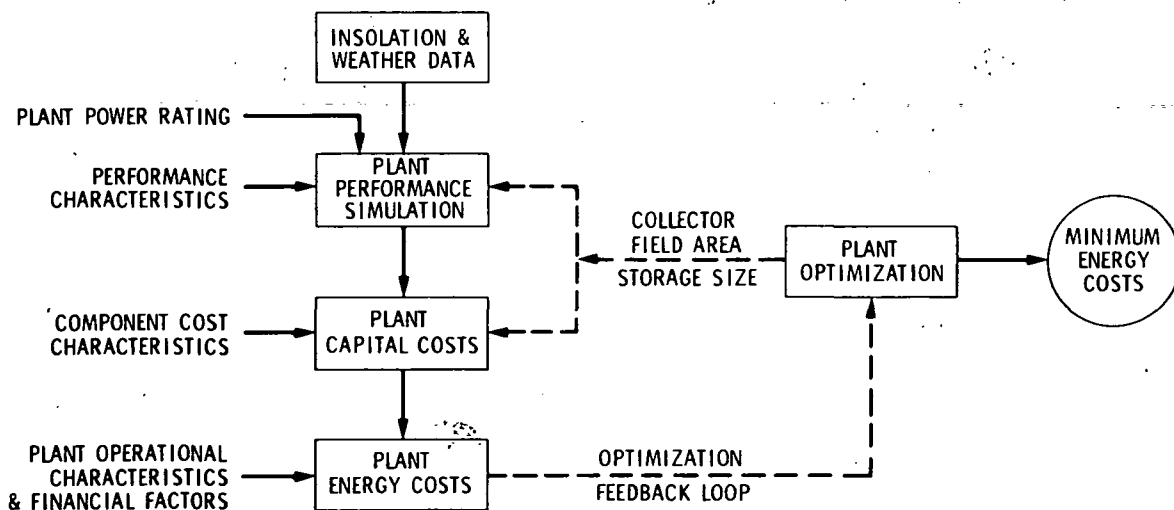 INSOLATION &
WEATHER DATA
PLANT POWER RATING
PERFORMANCE
CHARACTERISTICS
PLANT
PERFORMANCE
SIMULATION
COLLECTOR
FIELD AREA
STORAGE SIZE
PLANT
OPTIMIZATION
MINIMUM
ENERGY
COSTS
COMPONENT COST
CHARACTERISTICS
PLANT
CAPITAL COSTS
PLANT OPERATIONAL
CHARACTERISTICS
& FINANCIAL FACTORS
PLANT
ENERGY COSTS
OPTIMIZATION
FEEDBACK LOOP